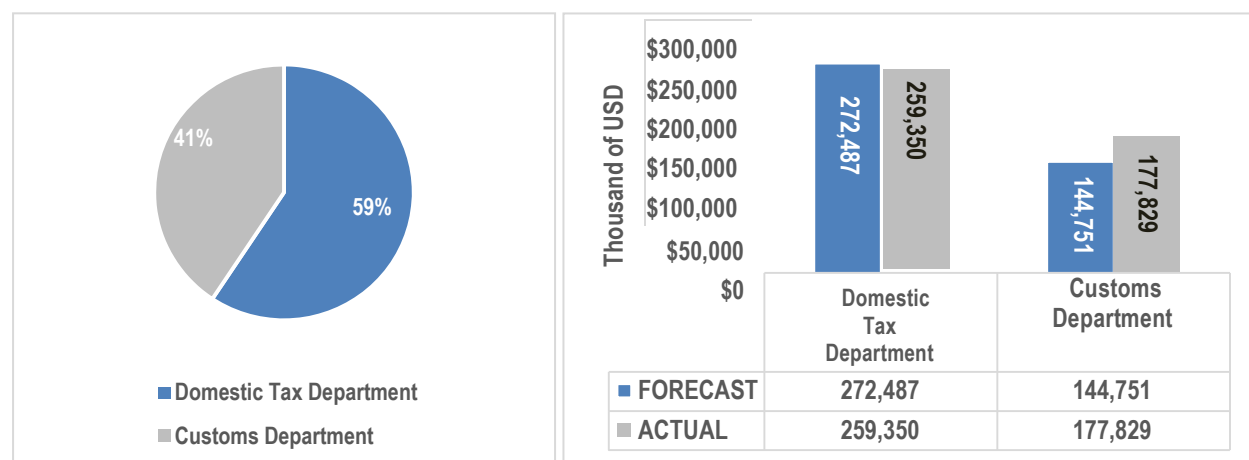 41%
59%
Domestic Tax Department
Customs Department
Thousand of USD
$300,000
$250,000
$200,000
$150,000
$100,000
$50,000
$0
272,487
259,350
144,751
177,829
Domestic
Tax
Department
Customs
Department
FORECAST 272,487 144,751
ACTUAL 259,350 177,829